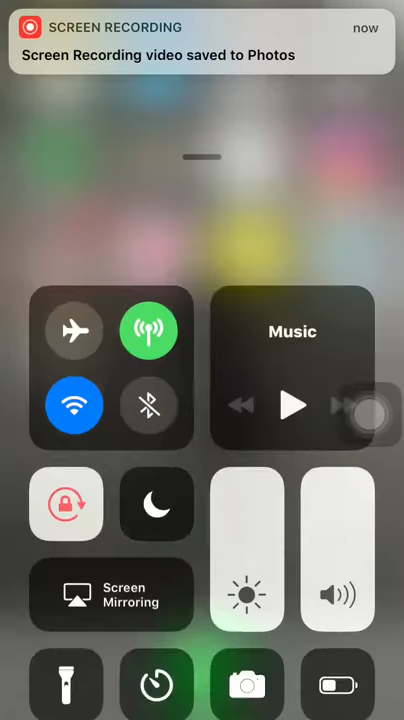 SCREEN RECORDING
now
Screen Recording video saved to Photos
Music
Screen
Mirroring